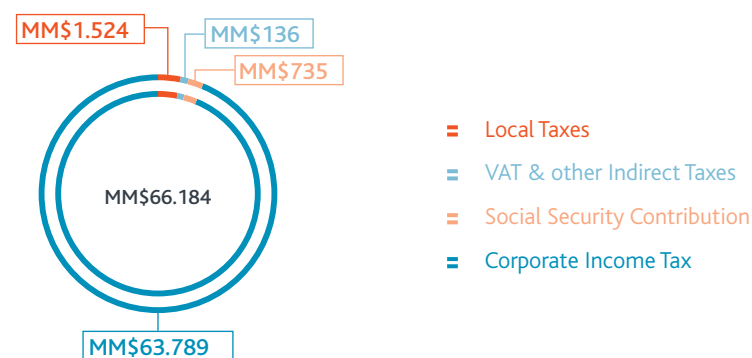 MM$1.524
MM$136
MM$735
MM$66.184
MM$63.789
Local Taxes
VAT & other Indirect Taxes
Social Security Contribution
Corporate Income Tax